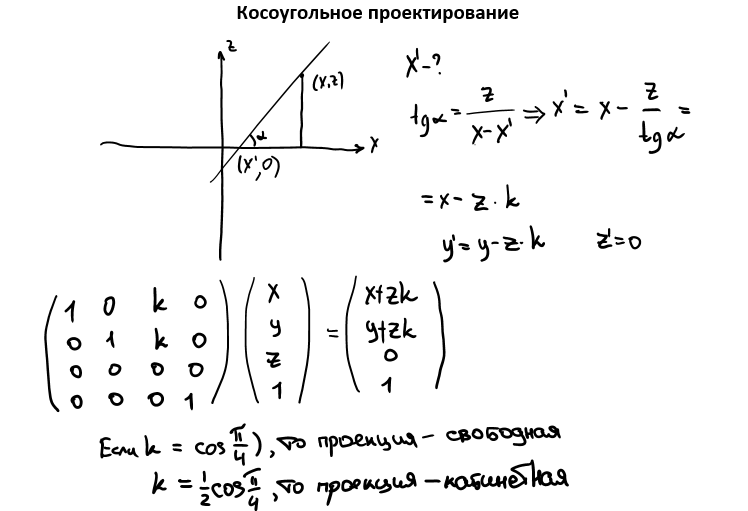 Косоугольное проектирование
z
(x,z)
α
x
(x',0)
x'-?
tgα = z / (x-x') ⇒ x' = x - z / tgα =
= x - z·k
y' = y - z·k z' = 0
1 0 k 0
0 1 k 0
0 0 0 0
0 0 0 1
x
y
z
1
=
x+zk
y+zk
0
1
Если k = cos π/4), то проекция - свободная
k = 1/2 cos π/4, то проекция - кабинетная